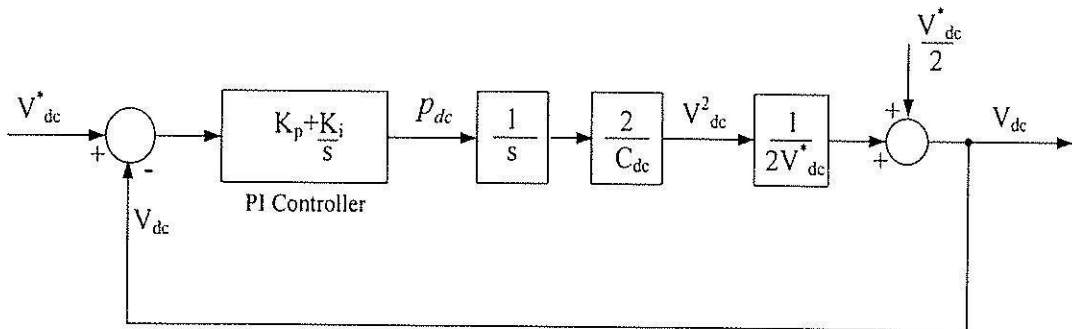 V*dc
+
-
Kp+Ki
s
PI Controller
pdc
1
s
2
Cdc
V²dc
1
2V*dc
V*dc
2
+
+
Vdc
Vdc